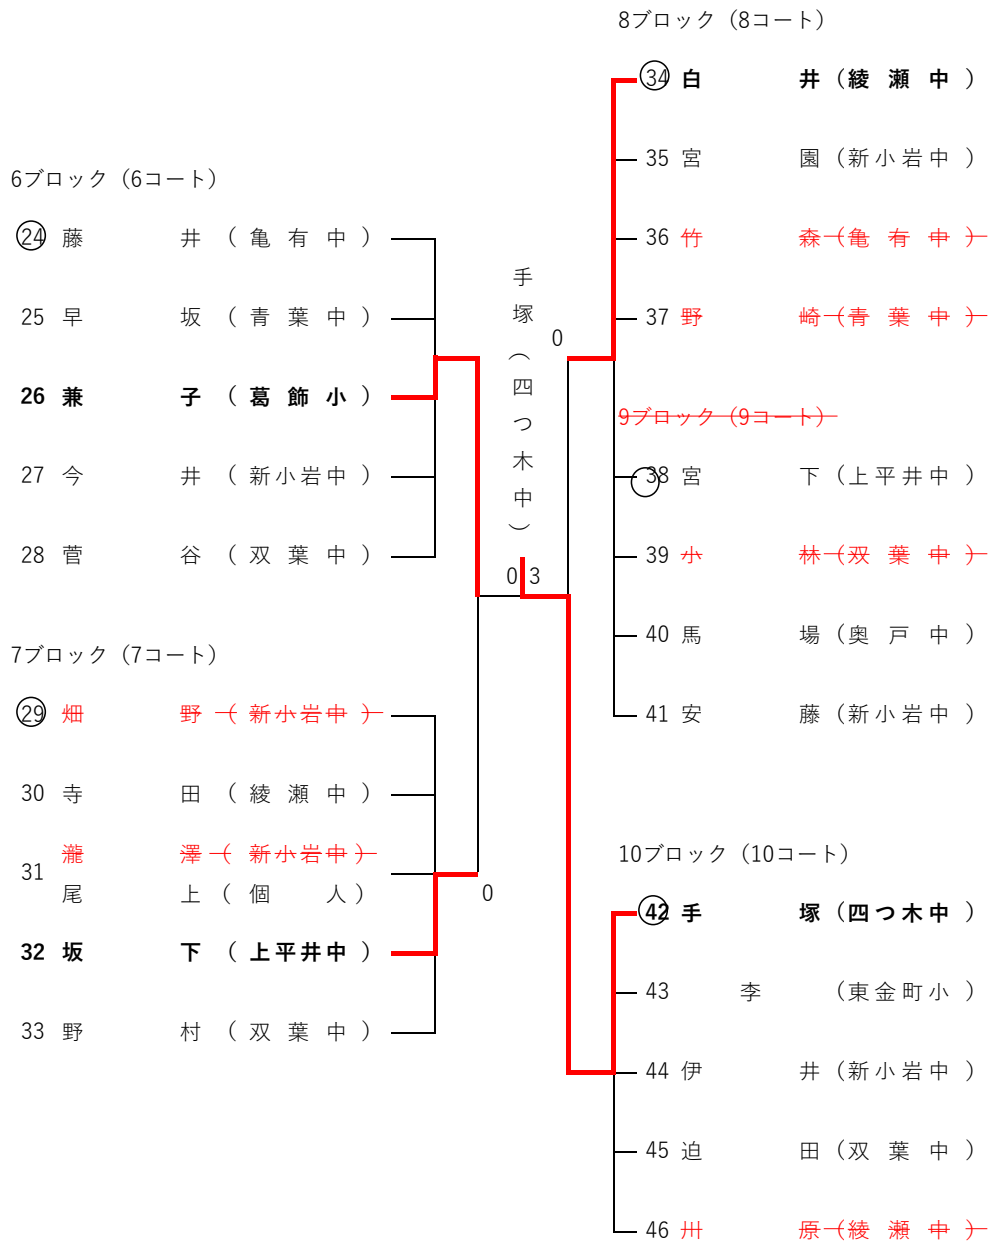 6ブロック（6コート）
24 藤 井 （ 亀 有 中 ）
25 早 坂 （ 青 葉 中 ）
26 兼 子 （ 葛 飾 小 ）
27 今 井 （ 新小岩中 ）
28 菅 谷 （ 双 葉 中 ）
7ブロック（7コート）
29 畑 野 （ 新小岩中 ）
30 寺 田 （ 綾 瀬 中 ）
瀧 澤 （ 新小岩中 ）
31
尾 上 （ 個 人 ）
32 坂 下 （ 上平井中 ）
33 野 村 （ 双 葉 中 ）
手塚（四つ木中）
0
0 3
0
8ブロック（8コート）
34 白 井 （綾 瀬 中 ）
35 宮 園 （新小岩中 ）
36 竹 森 （亀 有 中 ）
37 野 崎 （青 葉 中 ）
9ブロック（9コート）
38 宮 下 （上平井中 ）
39 小 林 （双 葉 中 ）
40 馬 場 （奥 戸 中 ）
41 安 藤 （新小岩中 ）
10ブロック（10コート）
42 手 塚 （四つ木中 ）
43 李 （東金町小 ）
44 伊 井 （新小岩中 ）
45 迫 田 （双 葉 中 ）
46 卅 原 （綾 瀬 中 ）